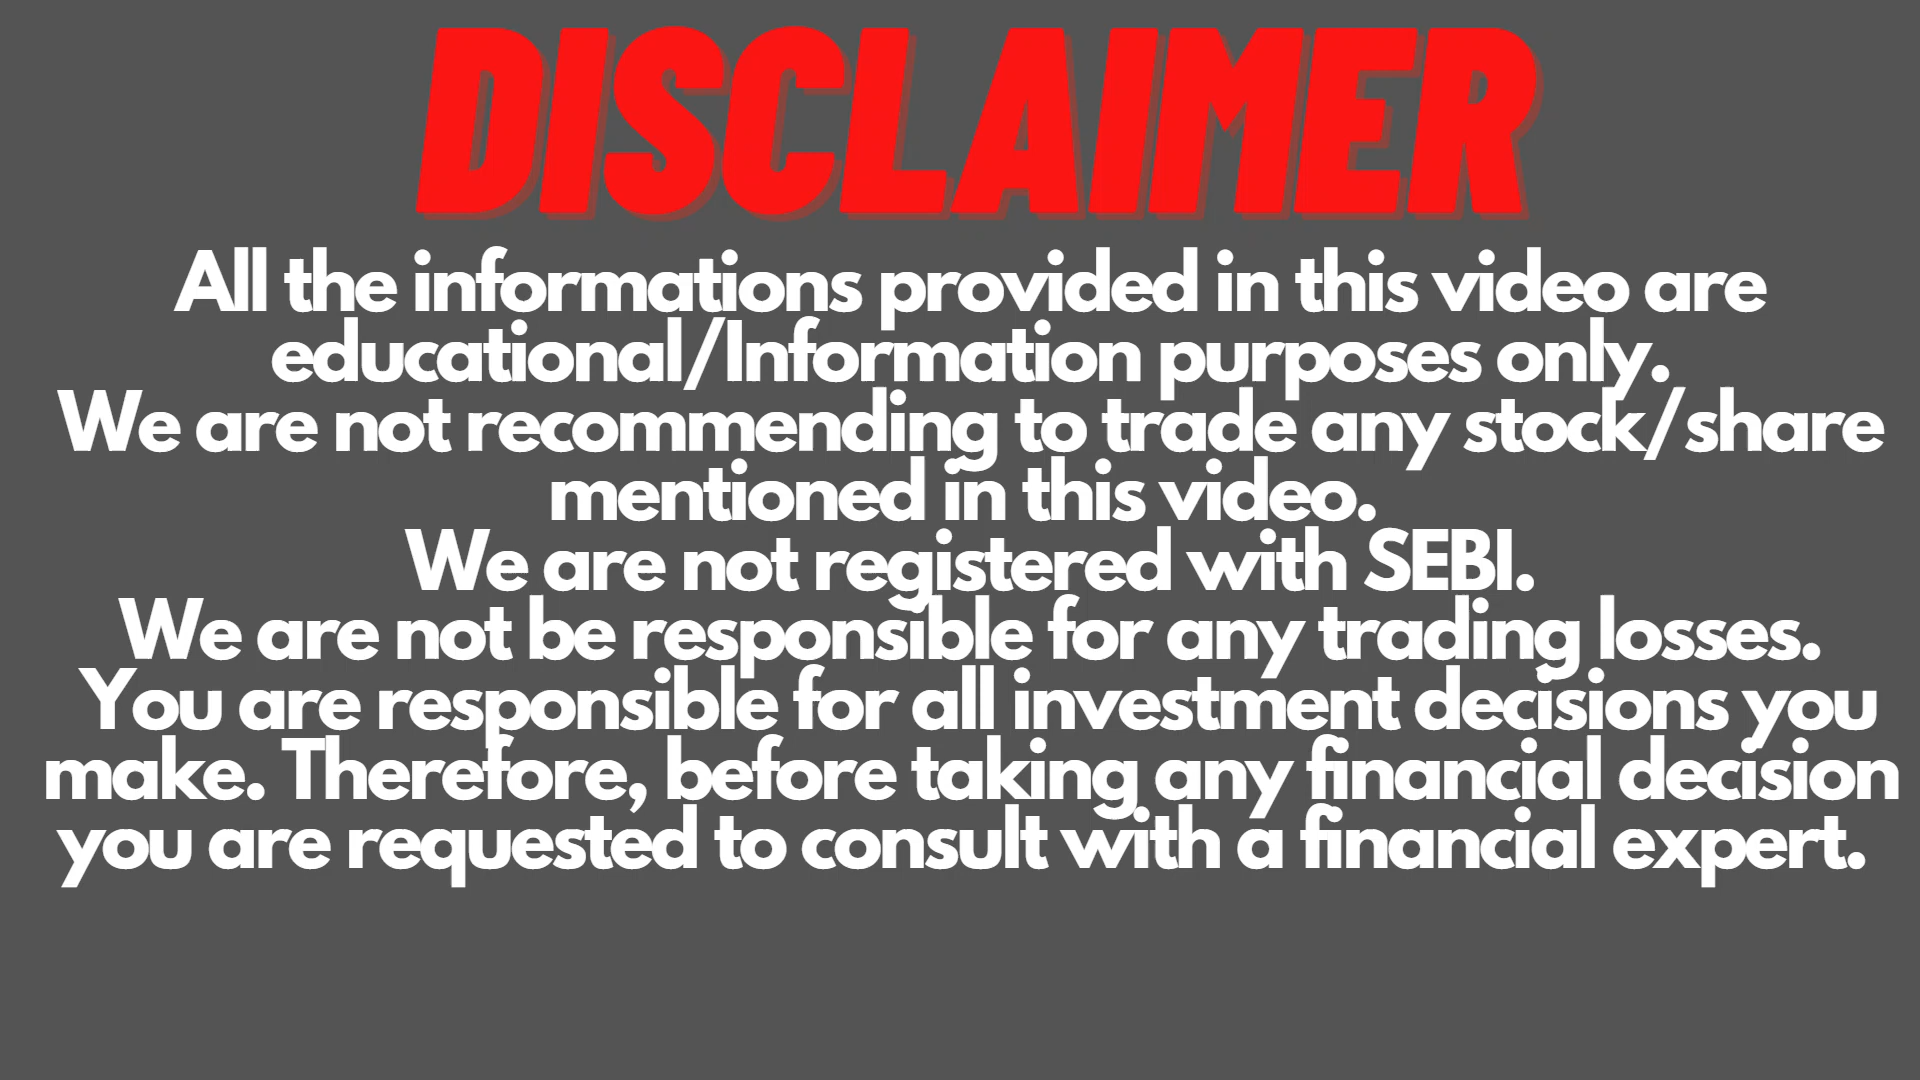 DISCLAIMER
All the informations provided in this video are
educational/Information purposes only.
We are not recommending to trade any stock/share
mentioned in this video.
We are not registered with SEBI.
We are not be responsible for any trading losses.
You are responsible for all investment decisions you
make. Therefore, before taking any financial decision
you are requested to consult with a financial expert.